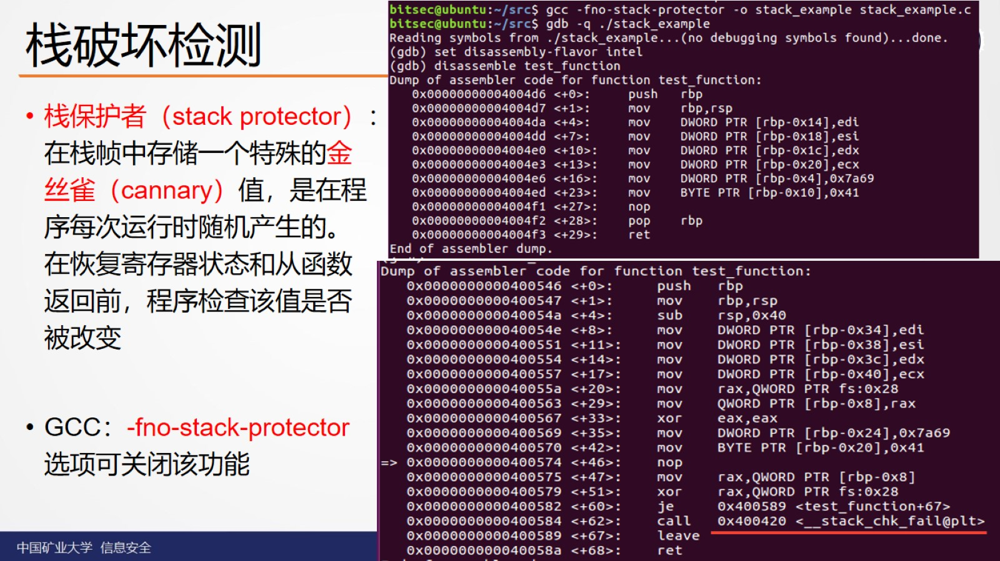 栈破坏检测
• 栈保护者（stack protector）：
在栈帧中存储一个特殊的金
丝雀（cannary）值，是在程
序每次运行时随机产生的。
在恢复寄存器状态和从函数
返回前，程序检查该值是否
被改变
• GCC：-fno-stack-protector
选项可关闭该功能
中国矿业大学 信息安全
bitsec@ubuntu:~/src$ gcc -fno-stack-protector -o stack_example stack_example.c
bitsec@ubuntu:~/src$ gdb -q ./stack_example
Reading symbols from ./stack_example...(no debugging symbols found)...done.
(gdb) set disassembly-flavor intel
(gdb) disassemble test_function
Dump of assembler code for function test_function:
0x00000000004004d6 <+0>: push rbp
0x00000000004004d7 <+1>: mov rbp,rsp
0x00000000004004da <+4>: mov DWORD PTR [rbp-0x14],edi
0x00000000004004dd <+7>: mov DWORD PTR [rbp-0x18],esi
0x00000000004004e0 <+10>: mov DWORD PTR [rbp-0x1c],edx
0x00000000004004e3 <+13>: mov DWORD PTR [rbp-0x20],ecx
0x00000000004004e6 <+16>: mov DWORD PTR [rbp-0x4],0x7a69
0x00000000004004ed <+23>: mov BYTE PTR [rbp-0x10],0x41
0x00000000004004f1 <+27>: nop
0x00000000004004f2 <+28>: pop rbp
0x00000000004004f3 <+29>: ret
End of assembler dump.
Dump of assembler code for function test_function:
0x0000000000400546 <+0>: push rbp
0x0000000000400547 <+1>: mov rbp,rsp
0x000000000040054a <+4>: sub rsp,0x40
0x000000000040054e <+8>: mov DWORD PTR [rbp-0x34],edi
0x0000000000400551 <+11>: mov DWORD PTR [rbp-0x38],esi
0x0000000000400554 <+14>: mov DWORD PTR [rbp-0x3c],edx
0x0000000000400557 <+17>: mov DWORD PTR [rbp-0x40],ecx
0x000000000040055a <+20>: mov rax,QWORD PTR fs:0x28
0x0000000000400563 <+29>: mov QWORD PTR [rbp-0x8],rax
0x0000000000400567 <+33>: xor eax,eax
0x0000000000400569 <+35>: mov DWORD PTR [rbp-0x24],0x7a69
0x0000000000400570 <+42>: mov BYTE PTR [rbp-0x20],0x41
=> 0x0000000000400574 <+46>: nop
0x0000000000400575 <+47>: mov rax,QWORD PTR [rbp-0x8]
0x0000000000400579 <+51>: xor rax,QWORD PTR fs:0x28
0x0000000000400582 <+60>: je 0x400589 <test_function+67>
0x0000000000400584 <+62>: call 0x400420 <__stack_chk_fail@plt>
0x0000000000400589 <+67>: leave
0x000000000040058a <+68>: ret